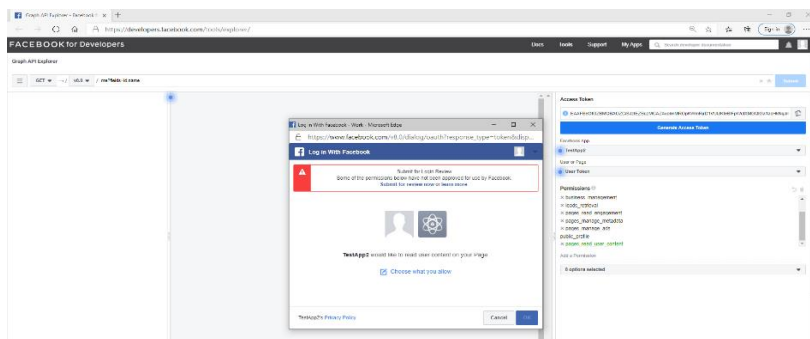 Graph API Explorer - Facebook
https://developers.facebook.com/tools/explorer/
Sign in
FACEBOOK for Developers
Docs
Tools
Support
My Apps
Search developer documentation
Graph API Explorer
GET
v8.0
/ me?fields=id,name
Access Token
Generate Access Token
Facebook App
TestApp2
User or Page
User Token
Permissions
business_management
leads_retrieval
pages_read_engagement
pages_manage_metadata
pages_manage_ads
public_profile
pages_read_user_content
Add a Permission
8 options selected
Log in With Facebook - Work - Microsoft Edge
https://www.facebook.com/v8.0/dialog/oauth?response_type=token&disp...
Log in With Facebook
Submit for Login Review
Some of the permissions below have not been approved for use by Facebook.
Submit for review now or learn more
TestApp2 would like to read user content on your Page
Choose what you allow
TestApp2's Privacy Policy
Cancel
OK